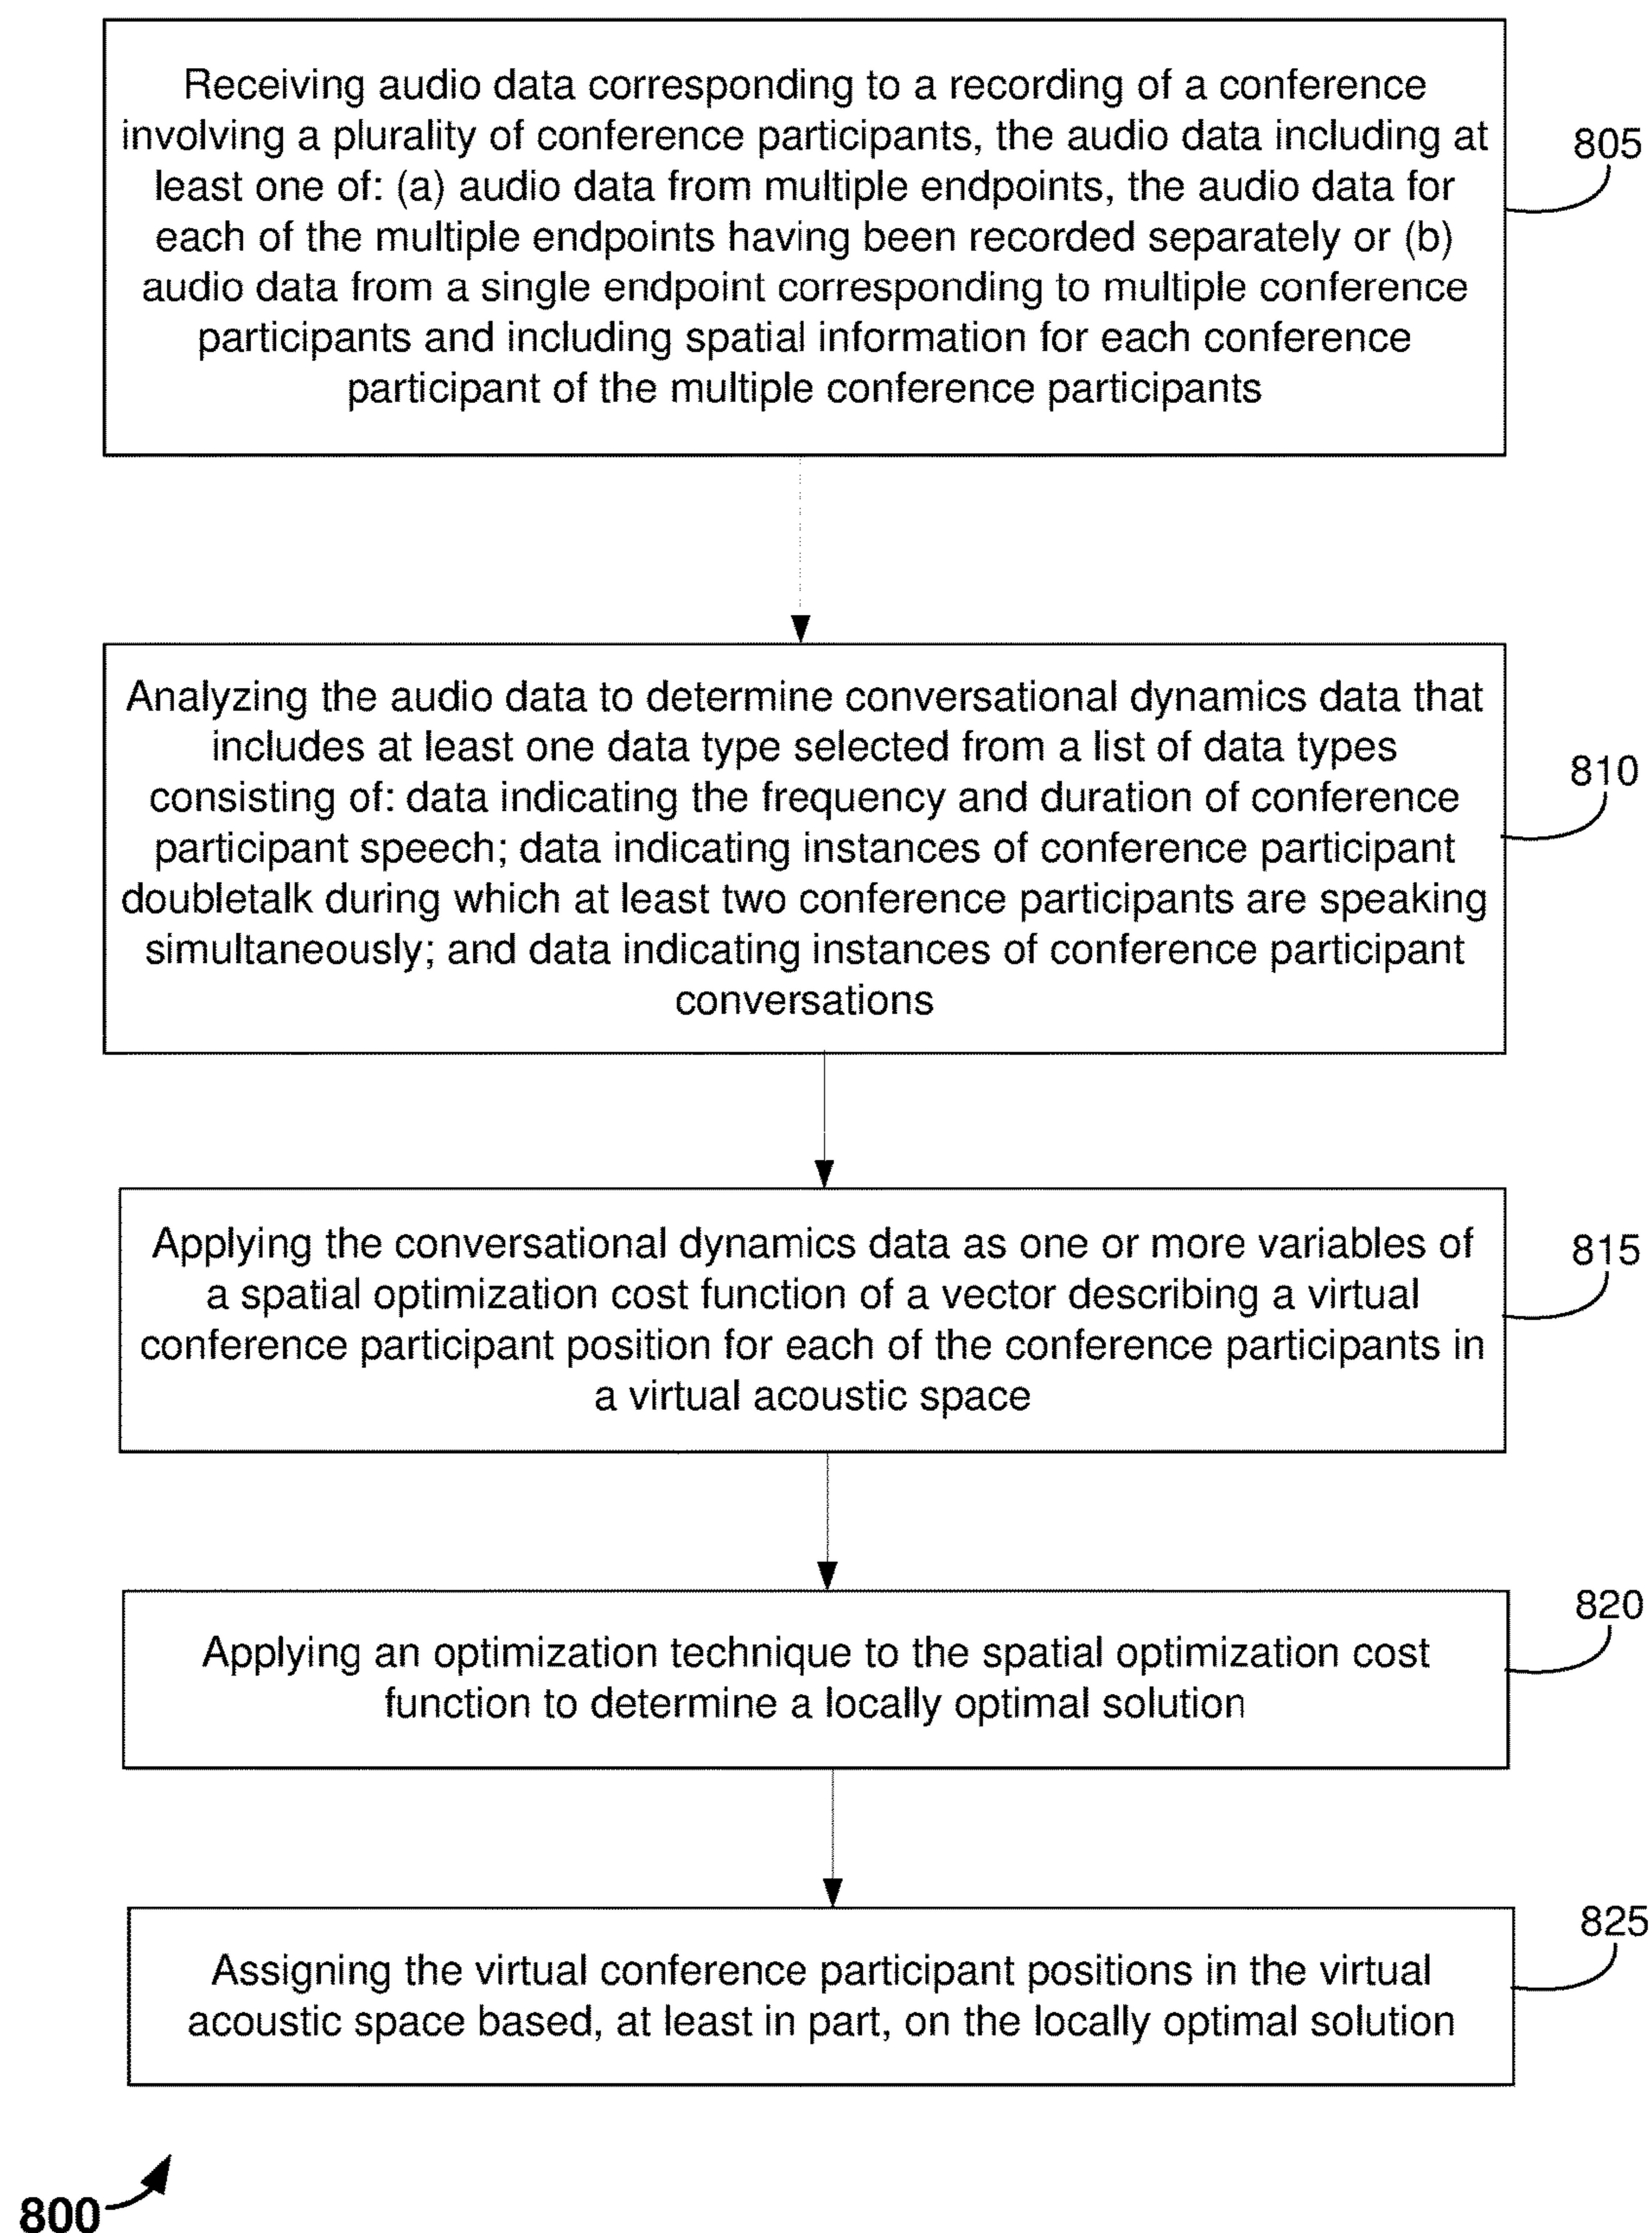 Receiving audio data corresponding to a recording of a conference
involving a plurality of conference participants, the audio data including at
least one of: (a) audio data from multiple endpoints, the audio data for
each of the multiple endpoints having been recorded separately or (b)
audio data from a single endpoint corresponding to multiple conference
participants and including spatial information for each conference
participant of the multiple conference participants
805
Analyzing the audio data to determine conversational dynamics data that
includes at least one data type selected from a list of data types
consisting of: data indicating the frequency and duration of conference
participant speech; data indicating instances of conference participant
doubletalk during which at least two conference participants are speaking
simultaneously; and data indicating instances of conference participant
conversations
810
Applying the conversational dynamics data as one or more variables of
a spatial optimization cost function of a vector describing a virtual
conference participant position for each of the conference participants in
a virtual acoustic space
815
Applying an optimization technique to the spatial optimization cost
function to determine a locally optimal solution
820
Assigning the virtual conference participant positions in the virtual
acoustic space based, at least in part, on the locally optimal solution
825
800